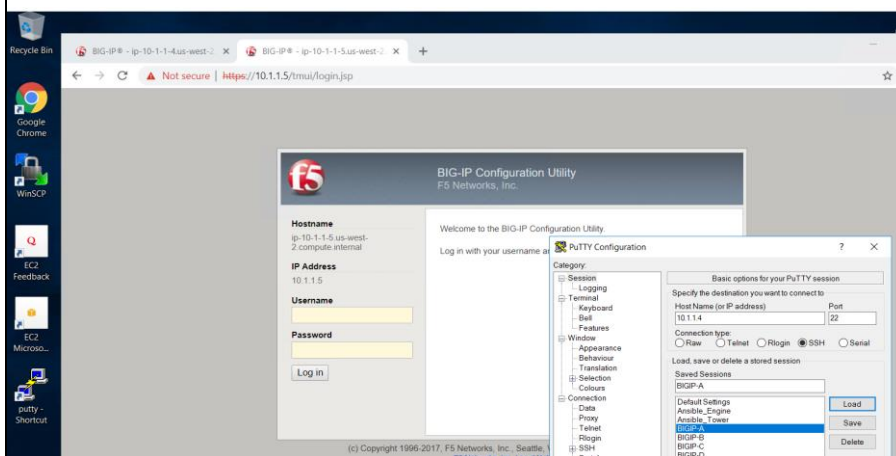 Recycle Bin
Google
Chrome
WinSCP
EC2
Feedback
EC2
Microso...
putty -
Shortcut
BIG-IP® - ip-10-1-1-4.us-west-2
BIG-IP® - ip-10-1-1-5.us-west-2
Not secure | https://10.1.1.5/tmui/login.jsp
f5
BIG-IP Configuration Utility
F5 Networks, Inc.
Hostname
ip-10-1-1-5.us-west-
2.compute.internal
IP Address
10.1.1.5
Username
Password
Log in
Welcome to the BIG-IP Configuration Utility.
Log in with your username
(c) Copyright 1996-2017, F5 Networks, Inc., Seattle,
PuTTY Configuration
? X
Category:
Session
Logging
Terminal
Keyboard
Bell
Features
Window
Appearance
Behaviour
Translation
Selection
Colours
Connection
Data
Proxy
Telnet
Rlogin
SSH
Basic options for your PuTTY session
Specify the destination you want to connect to
Host Name (or IP address) Port
10.1.1.4 22
Connection type:
Raw Telnet Rlogin SSH Serial
Load, save or delete a stored session
Saved Sessions
BIGIP-A
Default Settings
Ansible_Engine
Ansible_Tower
BIGIP-A
BIGIP-B
BIGIP-C
BIGIP-D
Load
Save
Delete